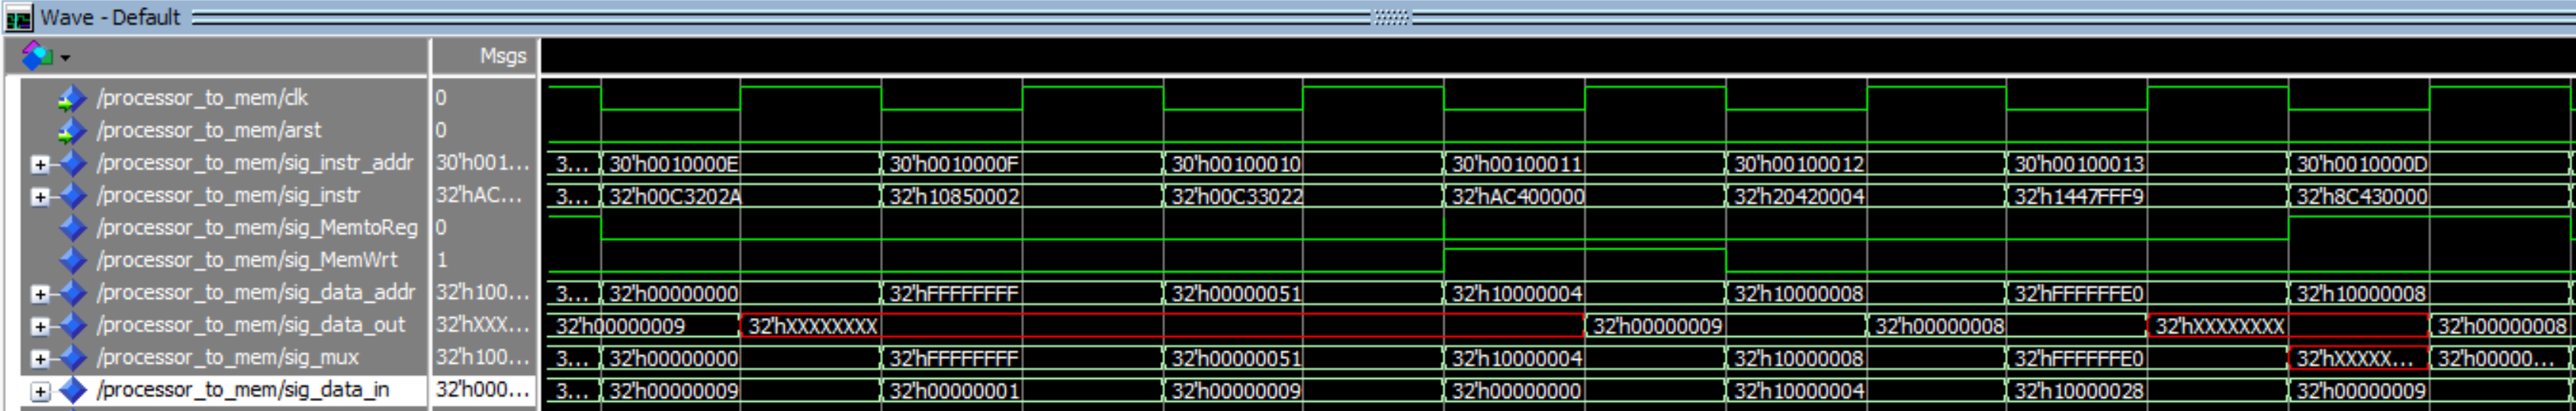 Wave - Default
Msgs
/processor_to_mem/clk 0
/processor_to_mem/arst 0
/processor_to_mem/sig_instr_addr 30'h001... 3... 30'h0010000E 30'h0010000F 30'h00100010 30'h00100011 30'h00100012 30'h00100013 30'h0010000D
/processor_to_mem/sig_instr 32'hAC... 3... 32'h00C3202A 32'h10850002 32'h00C33022 32'hAC400000 32'h20420004 32'h1447FFF9 32'h8C430000
/processor_to_mem/sig_MemtoReg 0
/processor_to_mem/sig_MemWrt 1
/processor_to_mem/sig_data_addr 32'h100... 3... 32'h00000000 32'hFFFFFFFF 32'h00000051 32'h10000004 32'h10000008 32'hFFFFFFE0 32'h10000008
/processor_to_mem/sig_data_out 32'hXXX... 32'h00000009 32'hXXXXXXXX 32'h00000009 32'h00000008 32'hXXXXXXXX 32'h00000008
/processor_to_mem/sig_mux 32'h100... 3... 32'h00000000 32'hFFFFFFFF 32'h00000051 32'h10000004 32'h10000008 32'hFFFFFFE0 32'hXXXXX... 32'h00000...
/processor_to_mem/sig_data_in 32'h000... 3... 32'h00000009 32'h00000001 32'h00000009 32'h00000000 32'h10000004 32'h10000028 32'h00000009